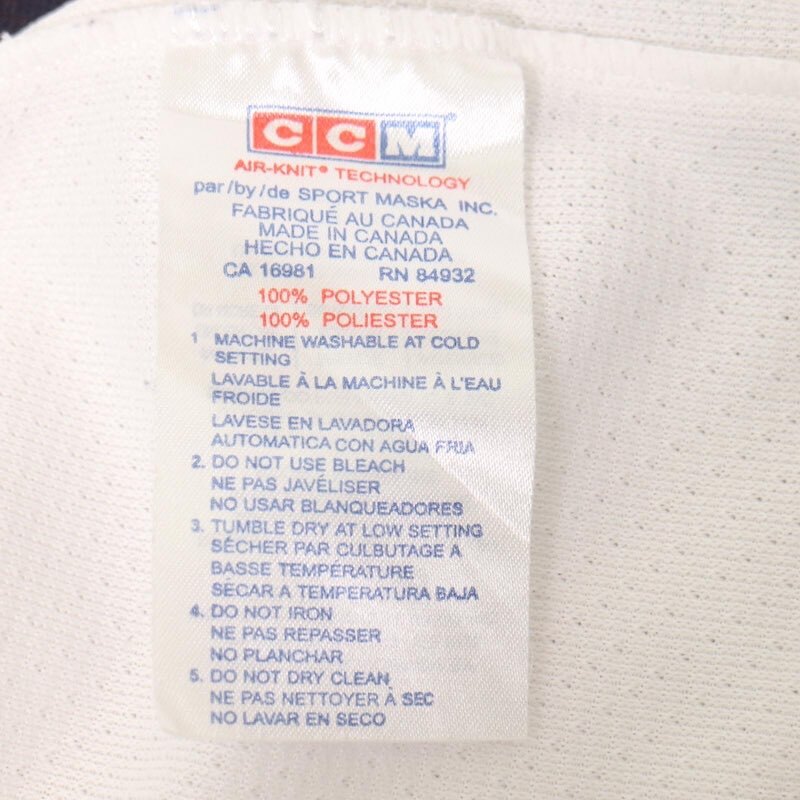 CCM®
AIR-KNIT® TECHNOLOGY
par/by/de SPORT MASKA INC.
FABRIQUÉ AU CANADA
MADE IN CANADA
HECHO EN CANADA
CA 16981 RN 84932
100% POLYESTER
100% POLIESTER
1 MACHINE WASHABLE AT COLD
SETTING
LAVABLE À LA MACHINE À L'EAU
FROIDE
LAVESE EN LAVADORA
AUTOMATICA CON AGUA FRIA
2. DO NOT USE BLEACH
NE PAS JAVÉLISER
NO USAR BLANQUEADORES
3. TUMBLE DRY AT LOW SETTING
SÉCHER PAR CULBUTAGE A
BASSE TEMPÉRATURE
SÉCAR A TEMPERATURA BAJA
4. DO NOT IRON
NE PAS REPASSER
NO PLANCHAR
5. DO NOT DRY CLEAN
NE PAS NETTOYER À SEC
NO LAVAR EN SECO